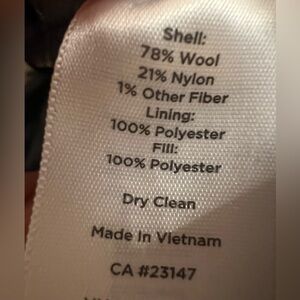 Shell:
78% Wool
21% Nylon
1% Other Fiber
Lining:
100% Polyester
Fill:
100% Polyester
Dry Clean
Made In Vietnam
CA #23147